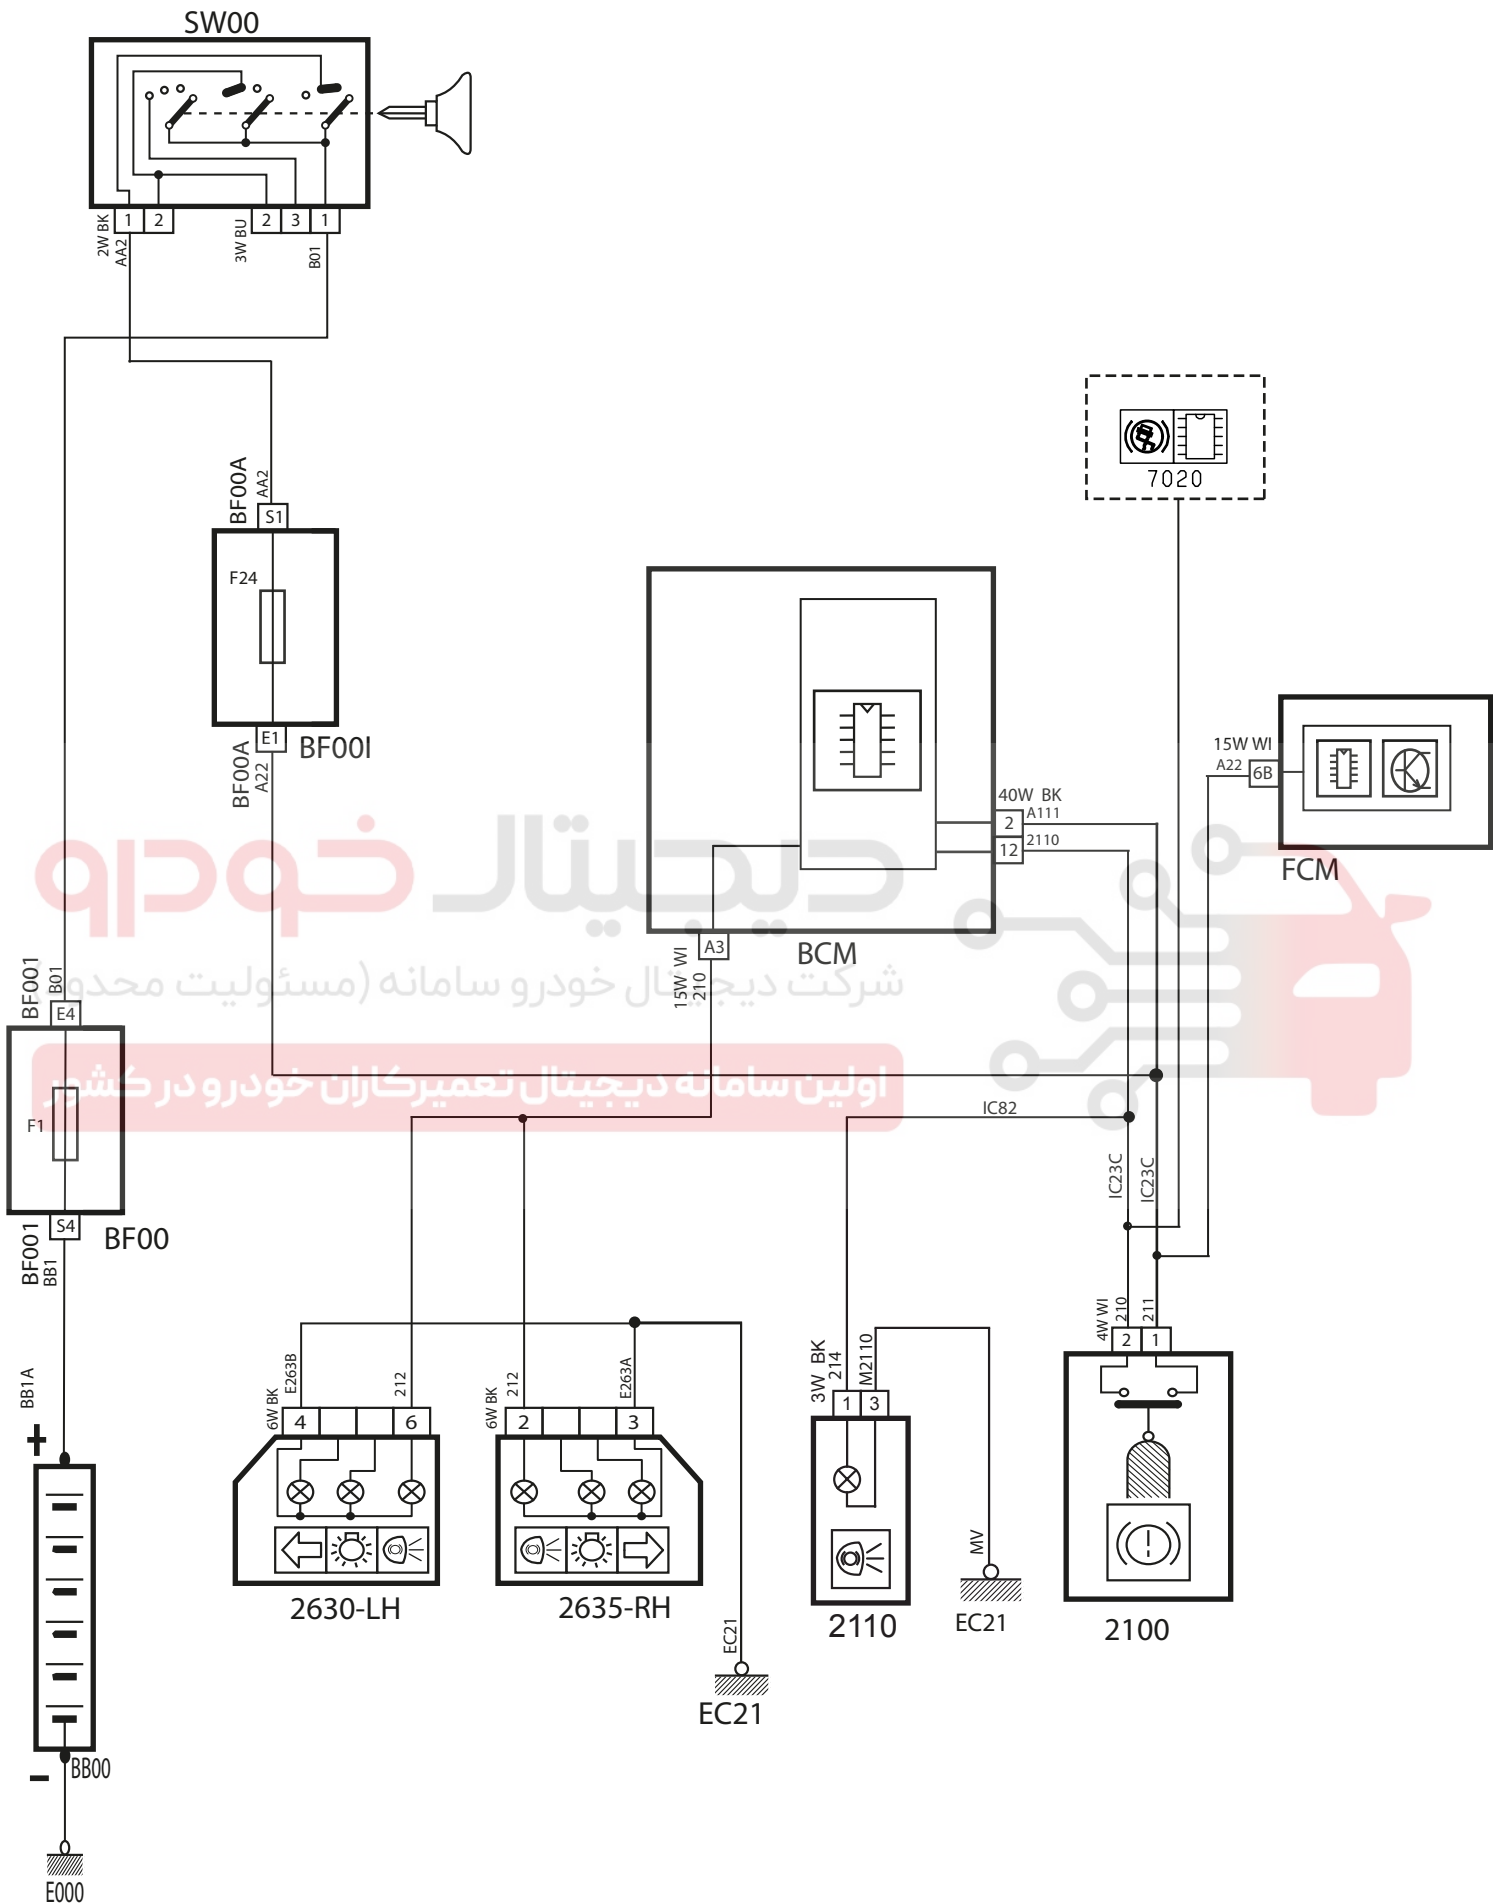 SW00
2W BK
1
2
AA2
3W BU
2
3
1
B01
BF00A
AA2
S1
F24
E1
BF00I
BF00A
A22
7020
15W WI
A22
6B
FCM
40W BK
2
A111
12
2110
BCM
A3
15W WI
210
دیجیتال خودرو
شرکت دیجیتال خودرو سامانه (مسئولیت محدود)
اولین سامانه دیجیتال تعمیرکاران خودرو در کشور
BF001
B01
E4
F1
S4
BF00
BF001
BB1
IC82
IC23C
IC23C
BB1A
+
-
BB00
E000
6W BK
E263B
212
4
6
2630-LH
6W BK
212
E263A
2
3
2635-RH
EC21
EC21
3W BK
214
M2110
1
3
2110
MV
EC21
4W WI
210
211
2
1
2100